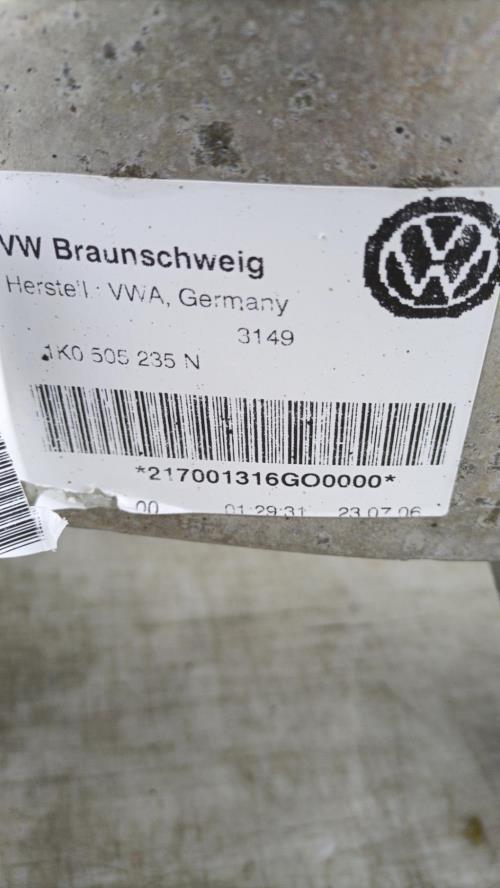 VW Braunschweig
Herstell.: VWA, Germany
3149
1K0 505 235 N
*217001316GO0000*
00 01:29:31 23.07.06